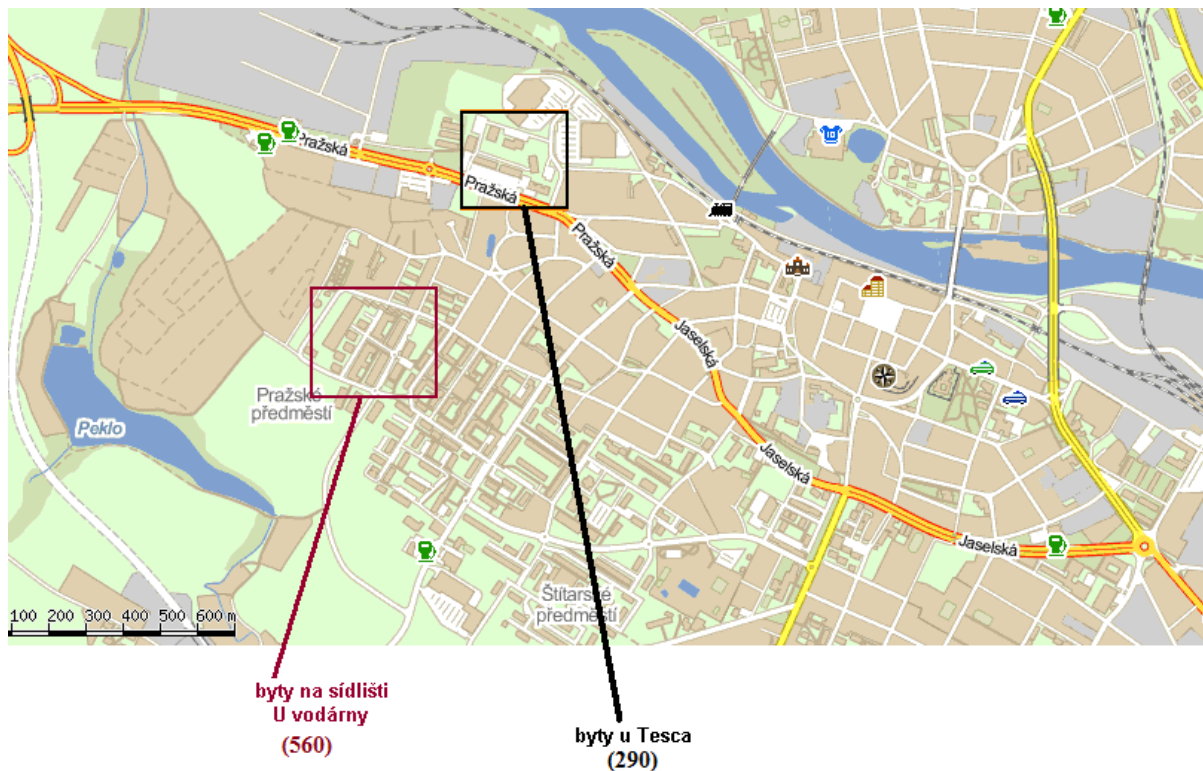 Pražská
Pražská
Pražská
Jaselská
Pražské
předměstí
Peklo
Jaselská
Jaselská
Štítarské
předměstí
100 200 300 400 500 600 m
byty na sídlišti
U vodárny
(560)
byty u Tesca
(290)